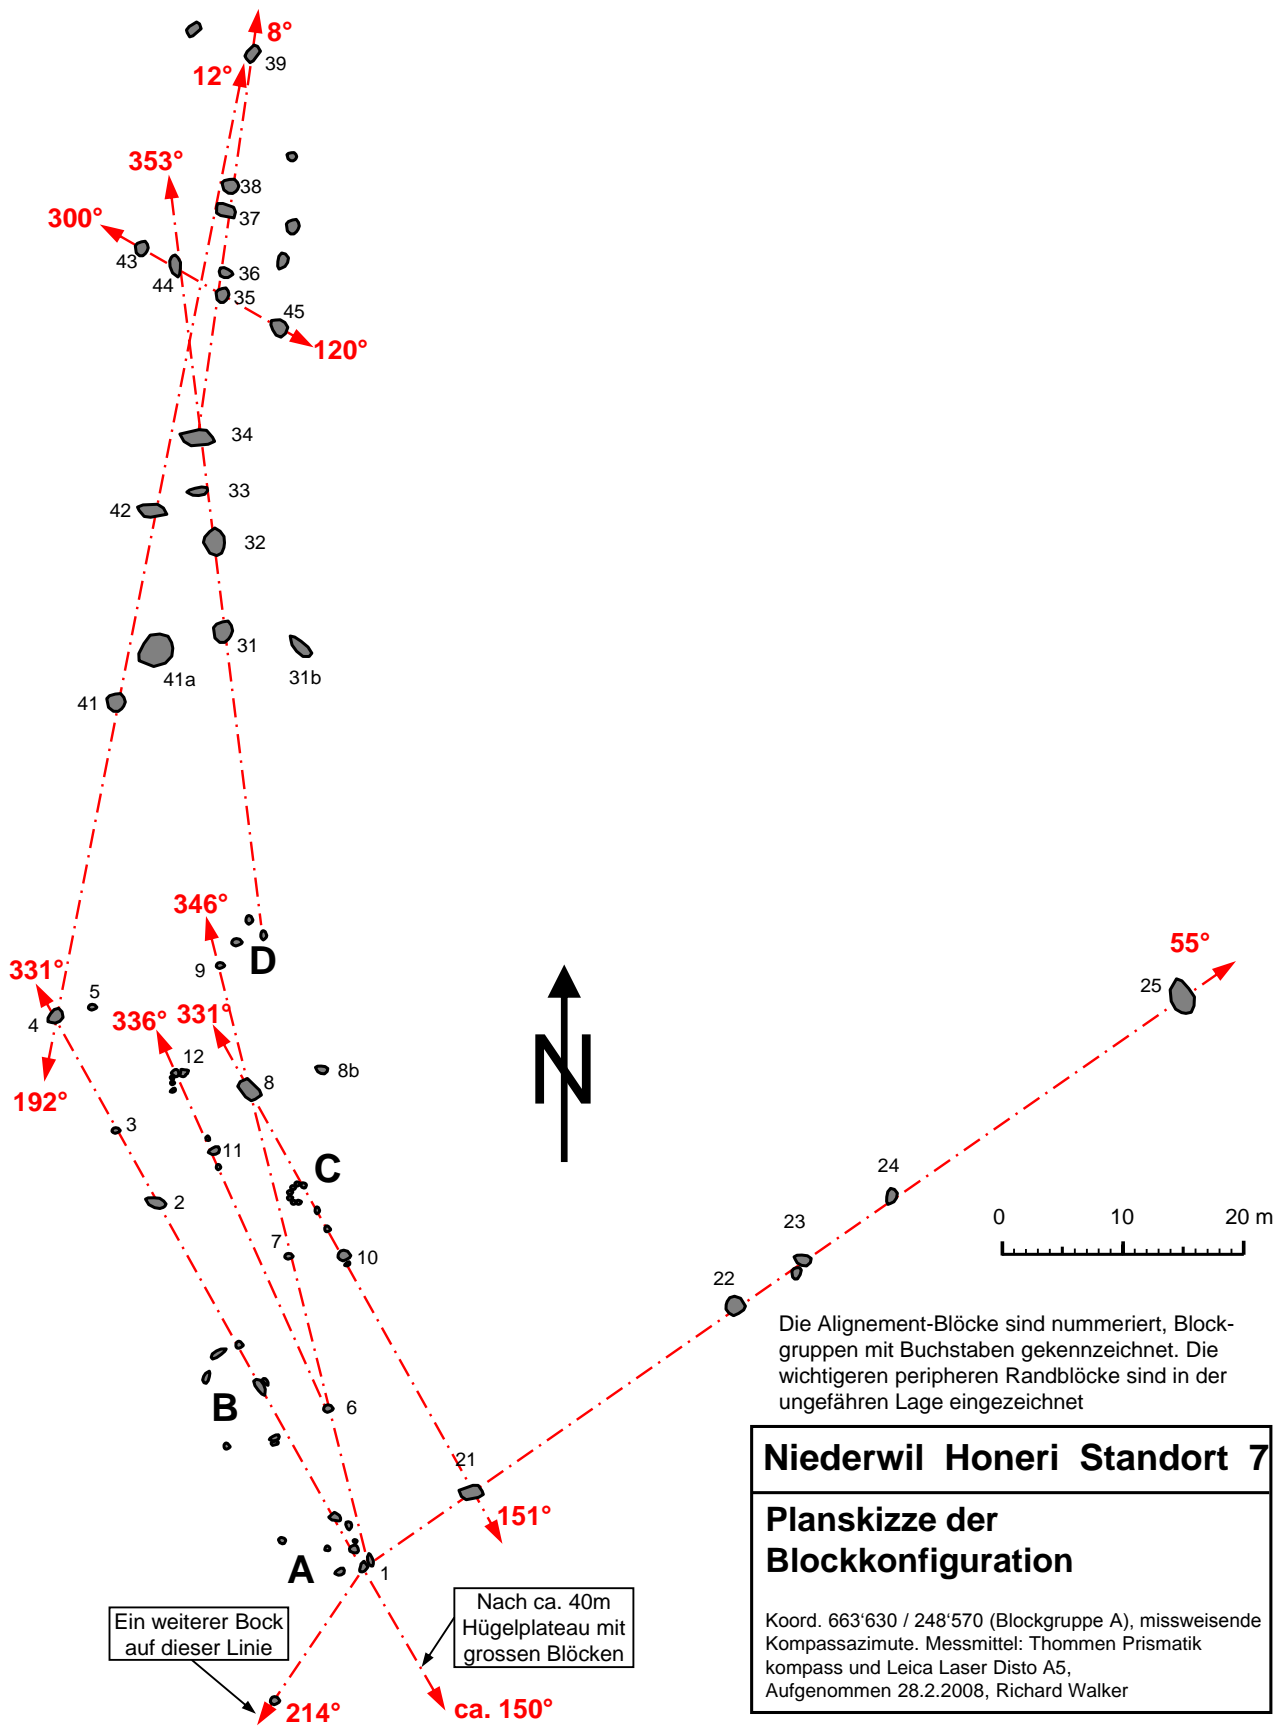 8°
39
12°
353°
38
37
300°
43
36
44
35
45
120°
34
33
42
32
31
41a
31b
41
346°
D
9
331°
5
4
336°
331°
192°
12
8
8b
N
55°
25
3
11
C
2
24
7
10
23
22
0 10 20 m
Die Alignement-Blöcke sind nummeriert, Block-
gruppen mit Buchstaben gekennzeichnet. Die
wichtigeren peripheren Randblöcke sind in der
ungefähren Lage eingezeichnet
B
6
21
151°
A
1
Ein weiterer Bock
auf dieser Linie
Nach ca. 40m
Hügelplateau mit
grossen Blöcken
214°
ca. 150°
Niederwil Honeri Standort 7
Planskizze der
Blockkonfiguration
Koord. 663‘630 / 248‘570 (Blockgruppe A), missweisende
Kompassazimute. Messmittel: Thommen Prismatik
kompass und Leica Laser Disto A5,
Aufgenommen 28.2.2008, Richard Walker